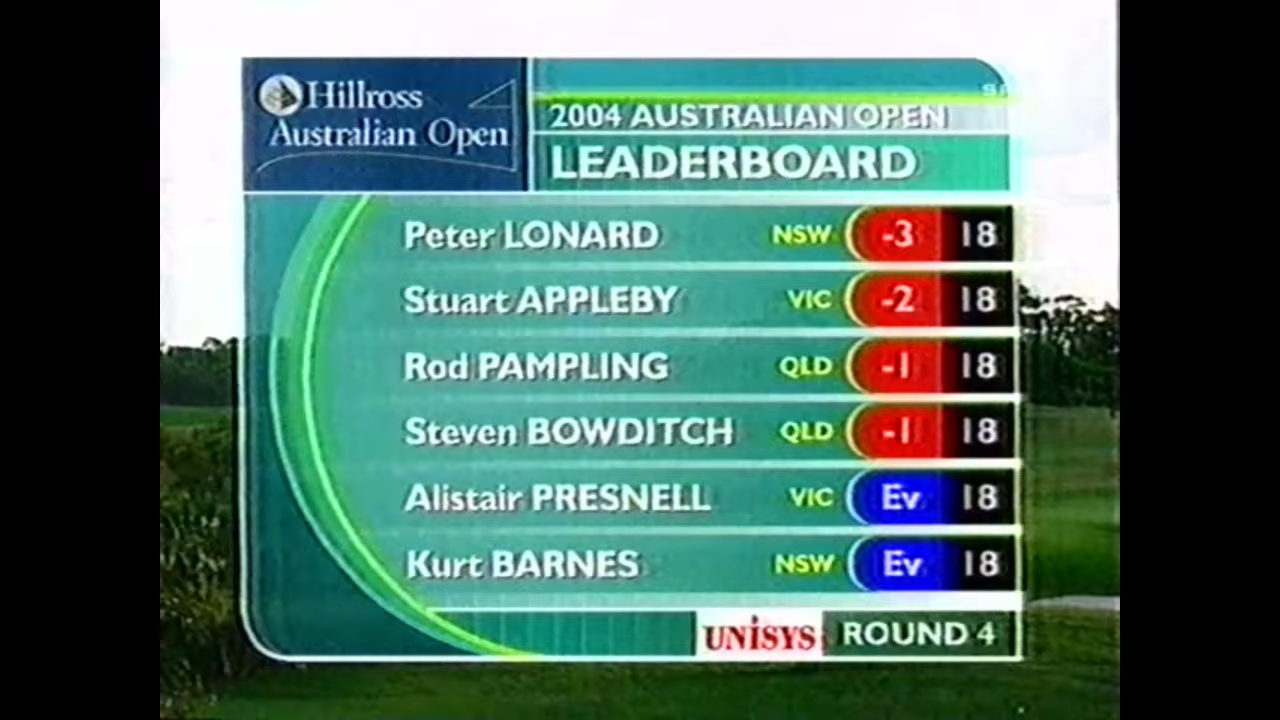 Hillross
Australian Open
2004 AUSTRALIAN OPEN
LEADERBOARD
Peter LONARD NSW -3 18
Stuart APPLEBY VIC -2 18
Rod PAMPLING QLD -1 18
Steven BOWDITCH QLD -1 18
Alistair PRESNELL VIC Ev 18
Kurt BARNES NSW Ev 18
UNiSYS ROUND 4